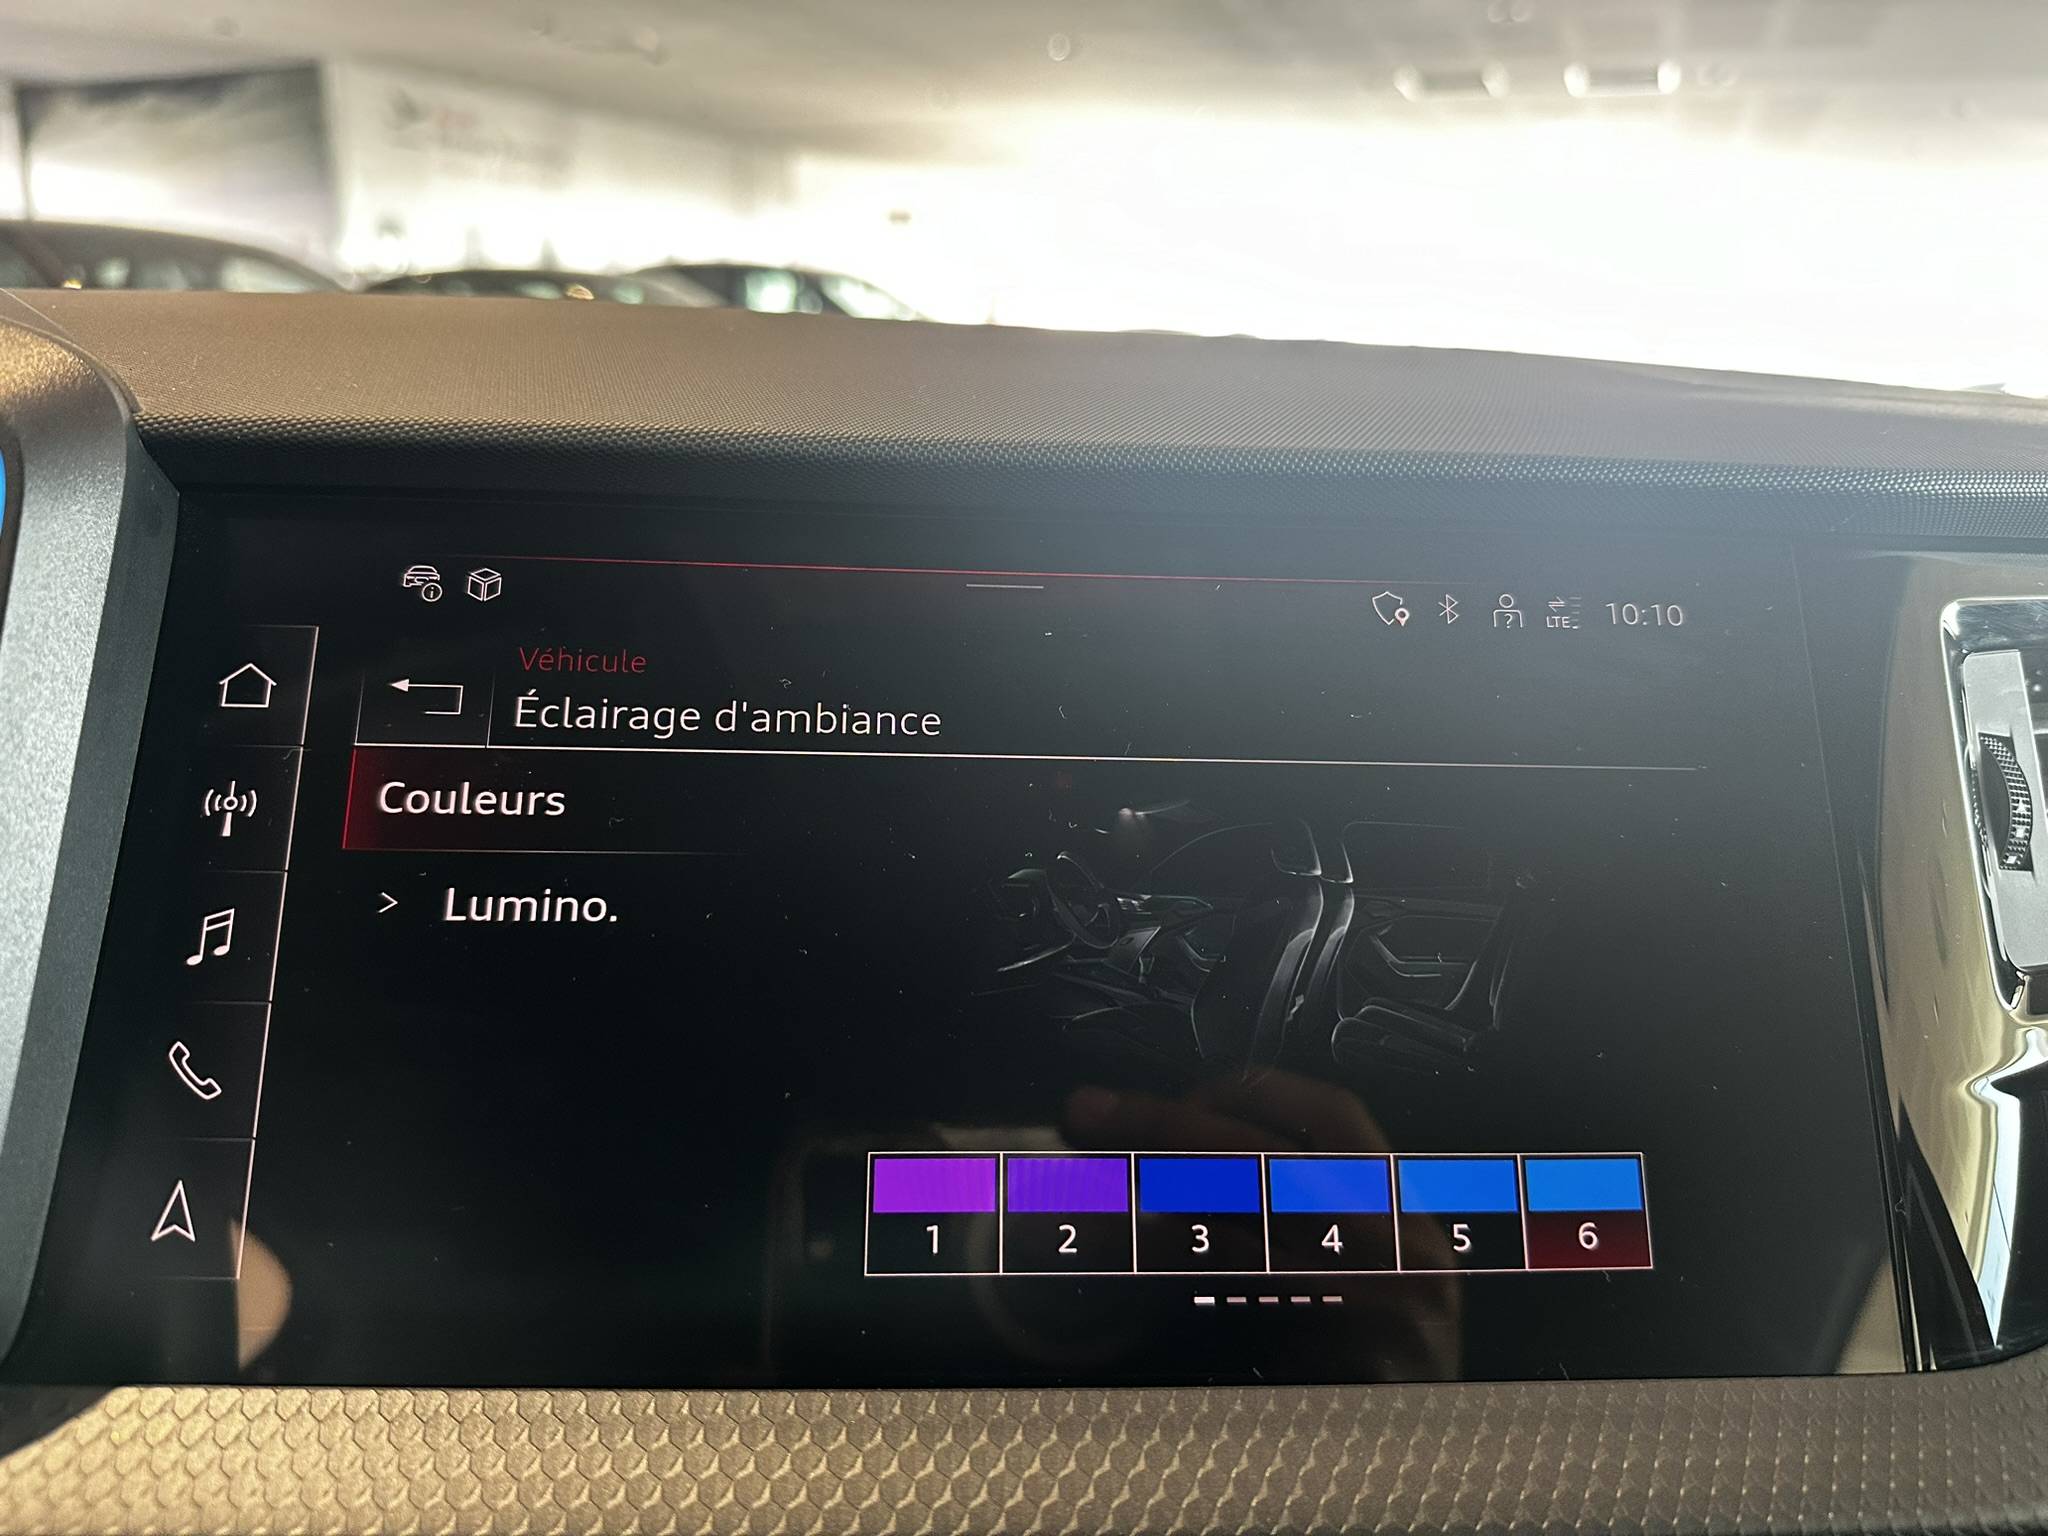 LTE 10:10
Véhicule
Éclairage d'ambiance
Couleurs
> Lumino.
1 2 3 4 5 6